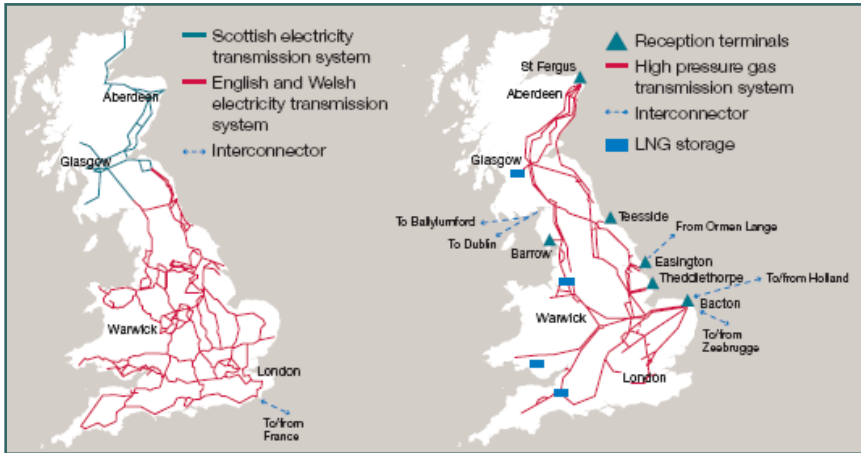 Scottish electricity
transmission system
English and Welsh
electricity transmission
system
Interconnector
Aberdeen
Glasgow
Warwick
London
To/from
France
Reception terminals
High pressure gas
transmission system
Interconnector
LNG storage
St Fergus
Aberdeen
Glasgow
Teesside
To Ballylumford
From Ormen Lange
To Dublin
Barrow
Easington
Theddlethorpe
To/from Holland
Bacton
Warwick
To/from
Zeebrugge
London